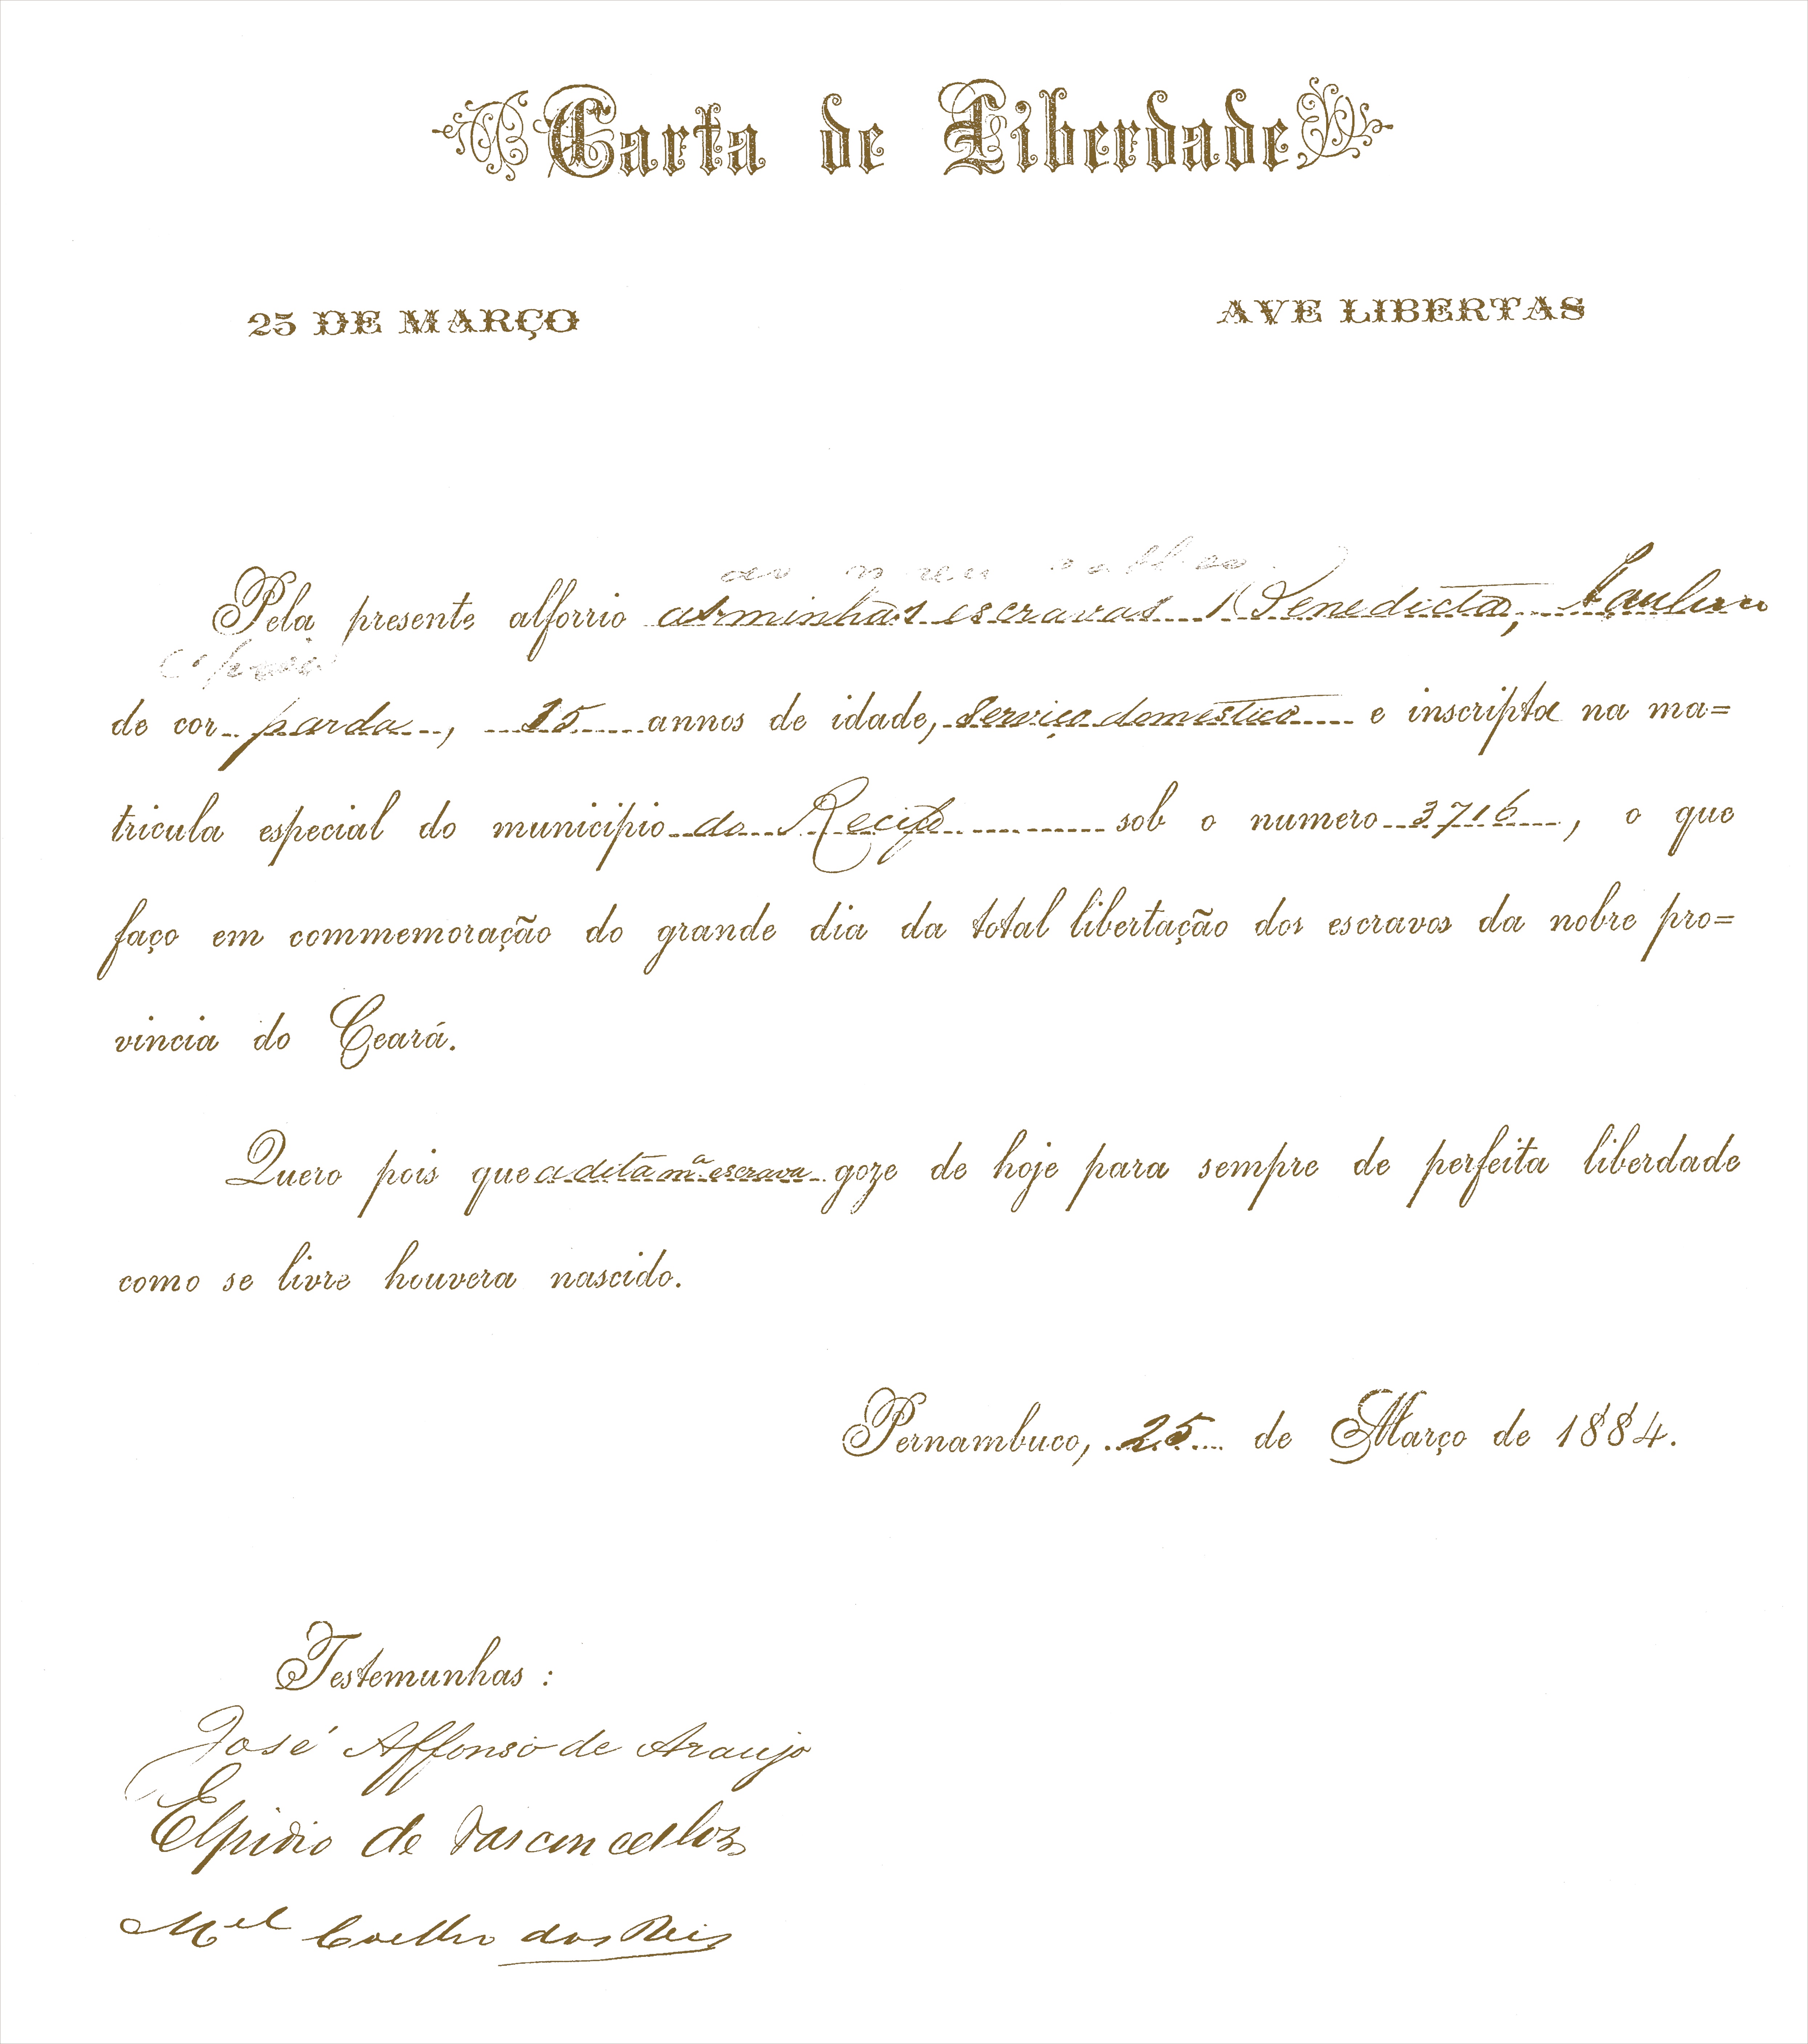 Carta de Liberdade
25 DE MARÇO
AVE LIBERTAS
Pela presente alforrio as minhas escravas Benedicta,
de cor parda, 15 annos de idade, serviço domestico e inscripta na ma=
tricula especial do municipio do Recife sob o numero 3716, o que
faço em commemoração do grande dia da total libertação dos escravos da nobre pro=
vincia do Ceará.
Quero pois que a dita mª escrava goze de hoje para sempre de perfeita liberdade
como se livre houvera nascido.
Pernambuco, 25 de Março de 1884.
Testemunhas :
José Affonso de Araujo
Elpidio de Vasconcellos
Mel Coelho dos Reis